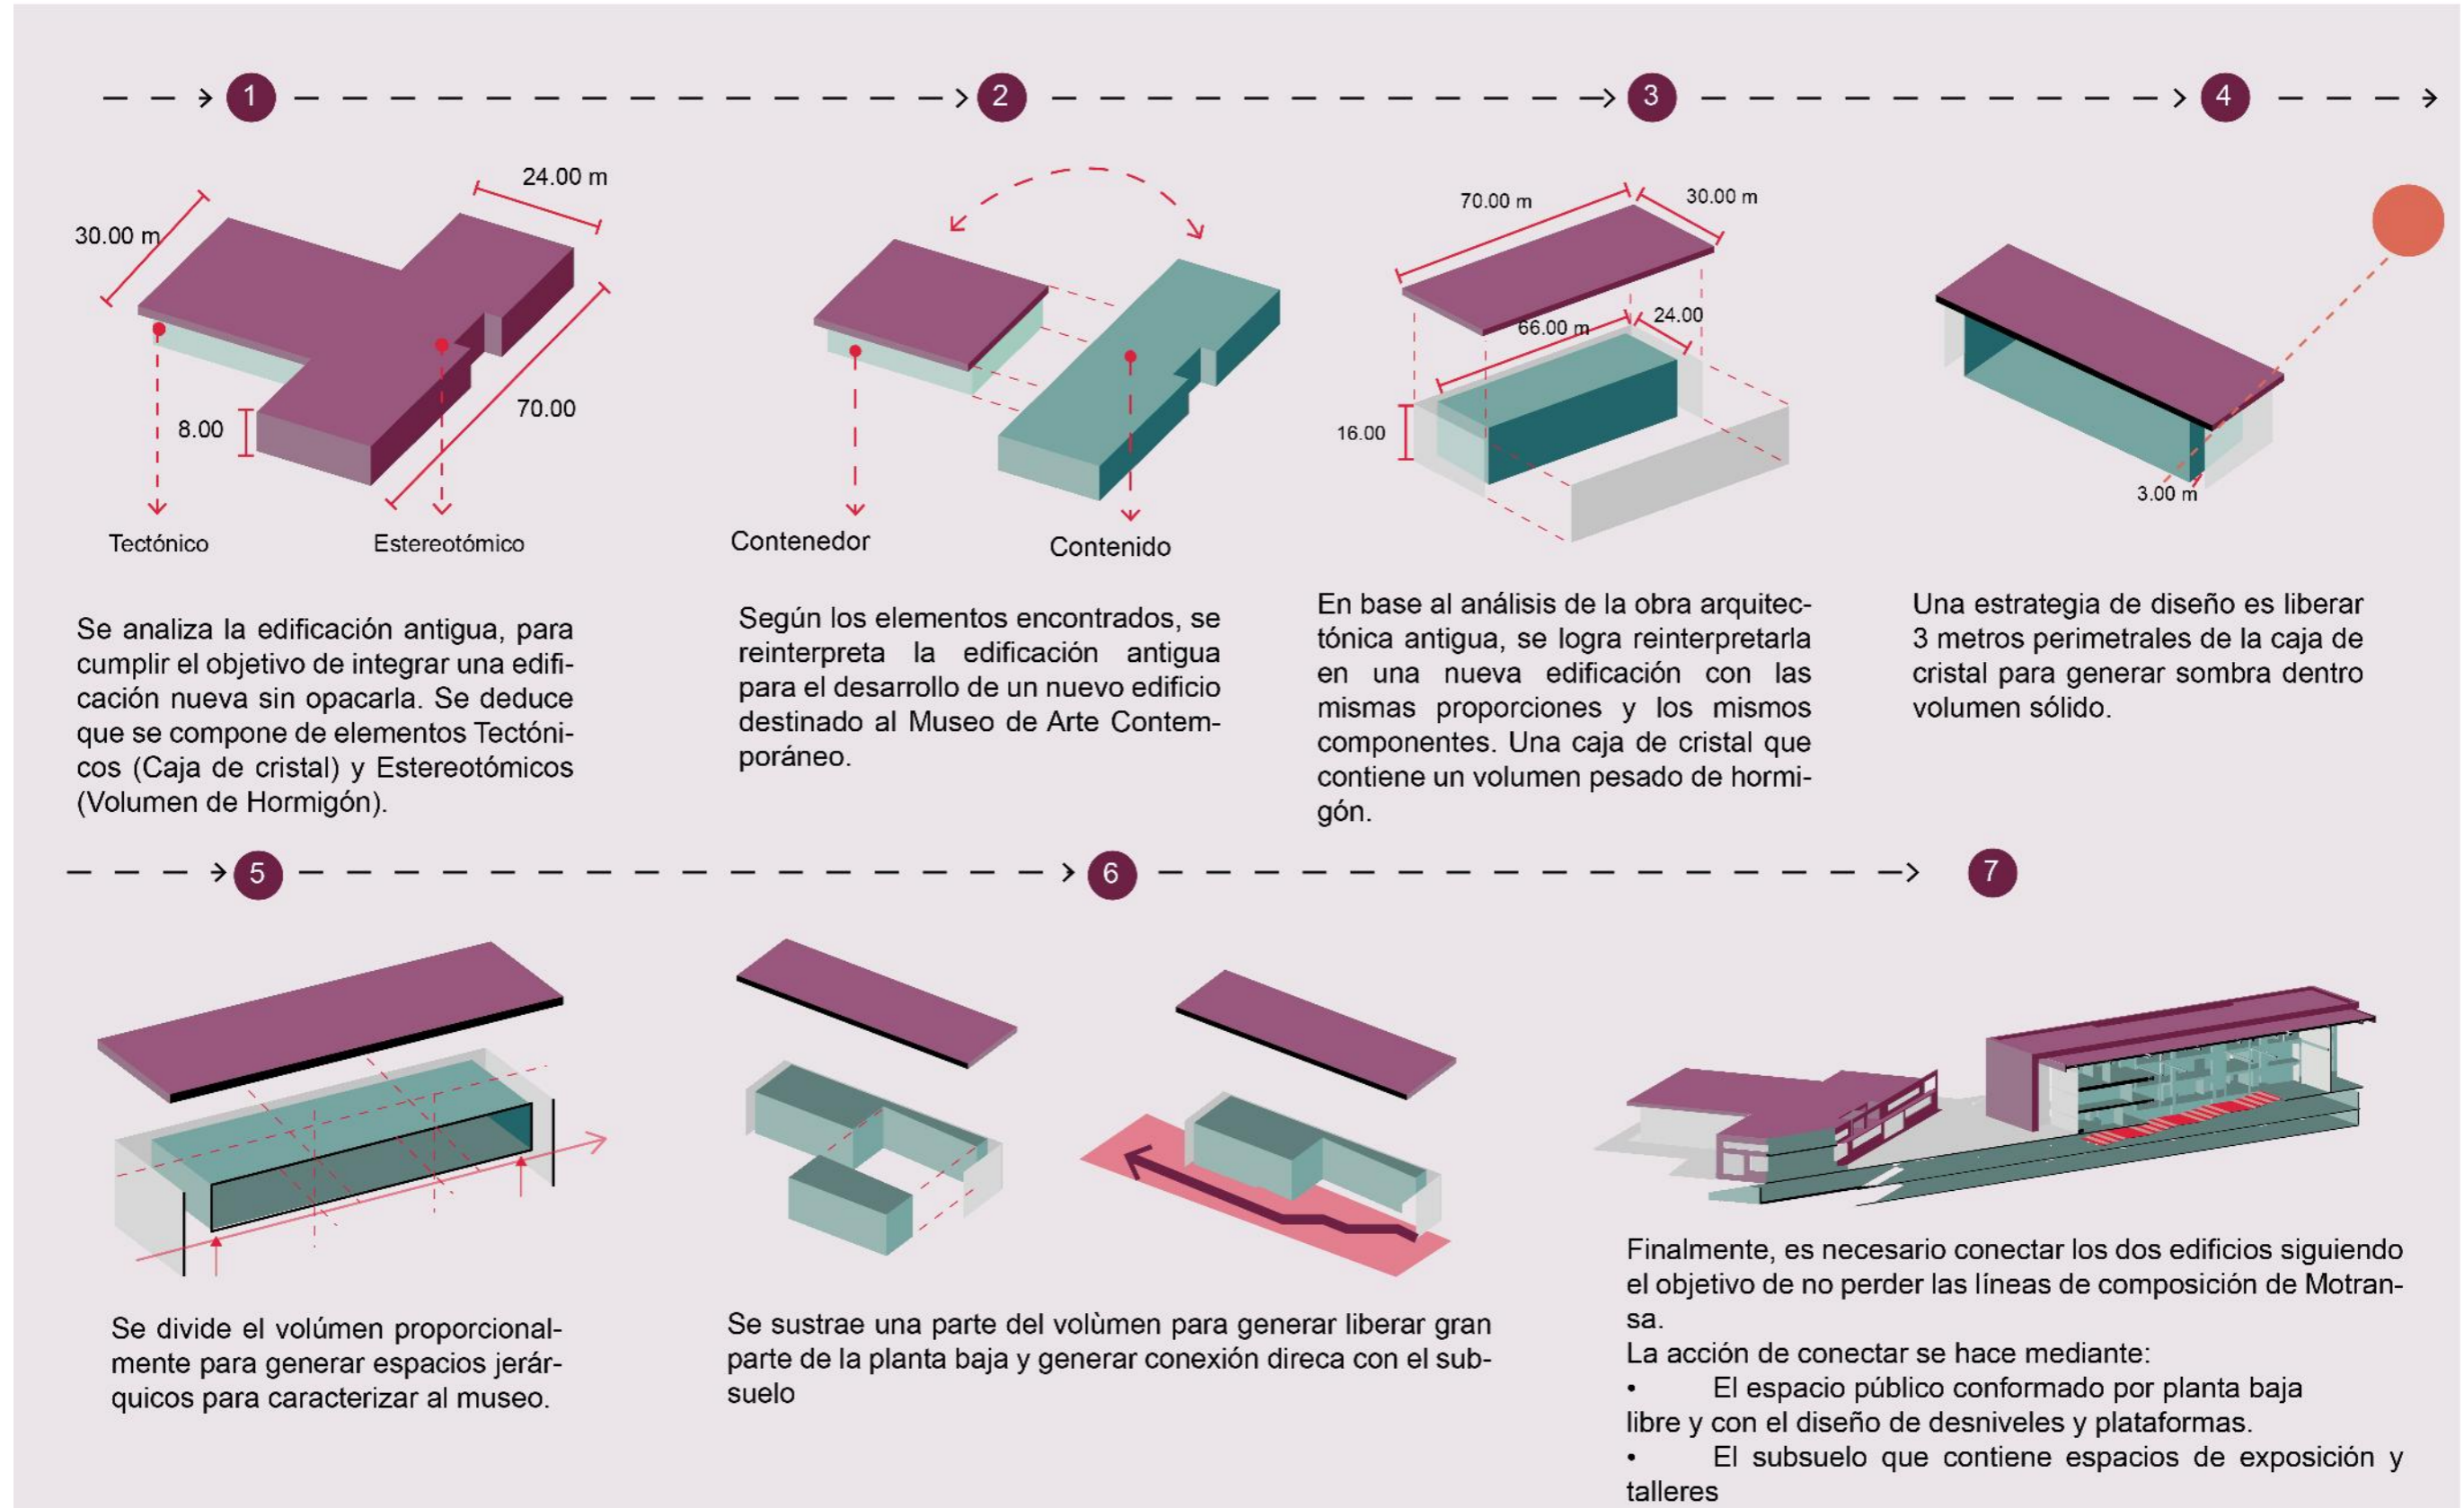 1
2
3
4
24.00 m
30.00 m
70.00
8.00
Tectónico
Estereotómico
Contenedor
Contenido
70.00 m
30.00 m
66.00 m
24.00
16.00
3.00 m
Se analiza la edificación antigua, para
cumplir el objetivo de integrar una edifi-
cación nueva sin opacarla. Se deduce
que se compone de elementos Tectóni-
cos (Caja de cristal) y Estereotómicos
(Volumen de Hormigón).
Según los elementos encontrados, se
reinterpreta la edificación antigua
para el desarrollo de un nuevo edificio
destinado al Museo de Arte Contem-
poráneo.
En base al análisis de la obra arquitec-
tónica antigua, se logra reinterpretarla
en una nueva edificación con las
mismas proporciones y los mismos
componentes. Una caja de cristal que
contiene un volumen pesado de hormi-
gón.
Una estrategia de diseño es liberar
3 metros perimetrales de la caja de
cristal para generar sombra dentro
volumen sólido.
5
6
7
Se divide el volúmen proporcional-
mente para generar espacios jerár-
quicos para caracterizar al museo.
Se sustrae una parte del volùmen para generar liberar gran
parte de la planta baja y generar conexión direca con el sub-
suelo
Finalmente, es necesario conectar los dos edificios siguiendo
el objetivo de no perder las líneas de composición de Motran-
sa.
La acción de conectar se hace mediante:
• El espacio público conformado por planta baja
libre y con el diseño de desniveles y plataformas.
• El subsuelo que contiene espacios de exposición y
talleres